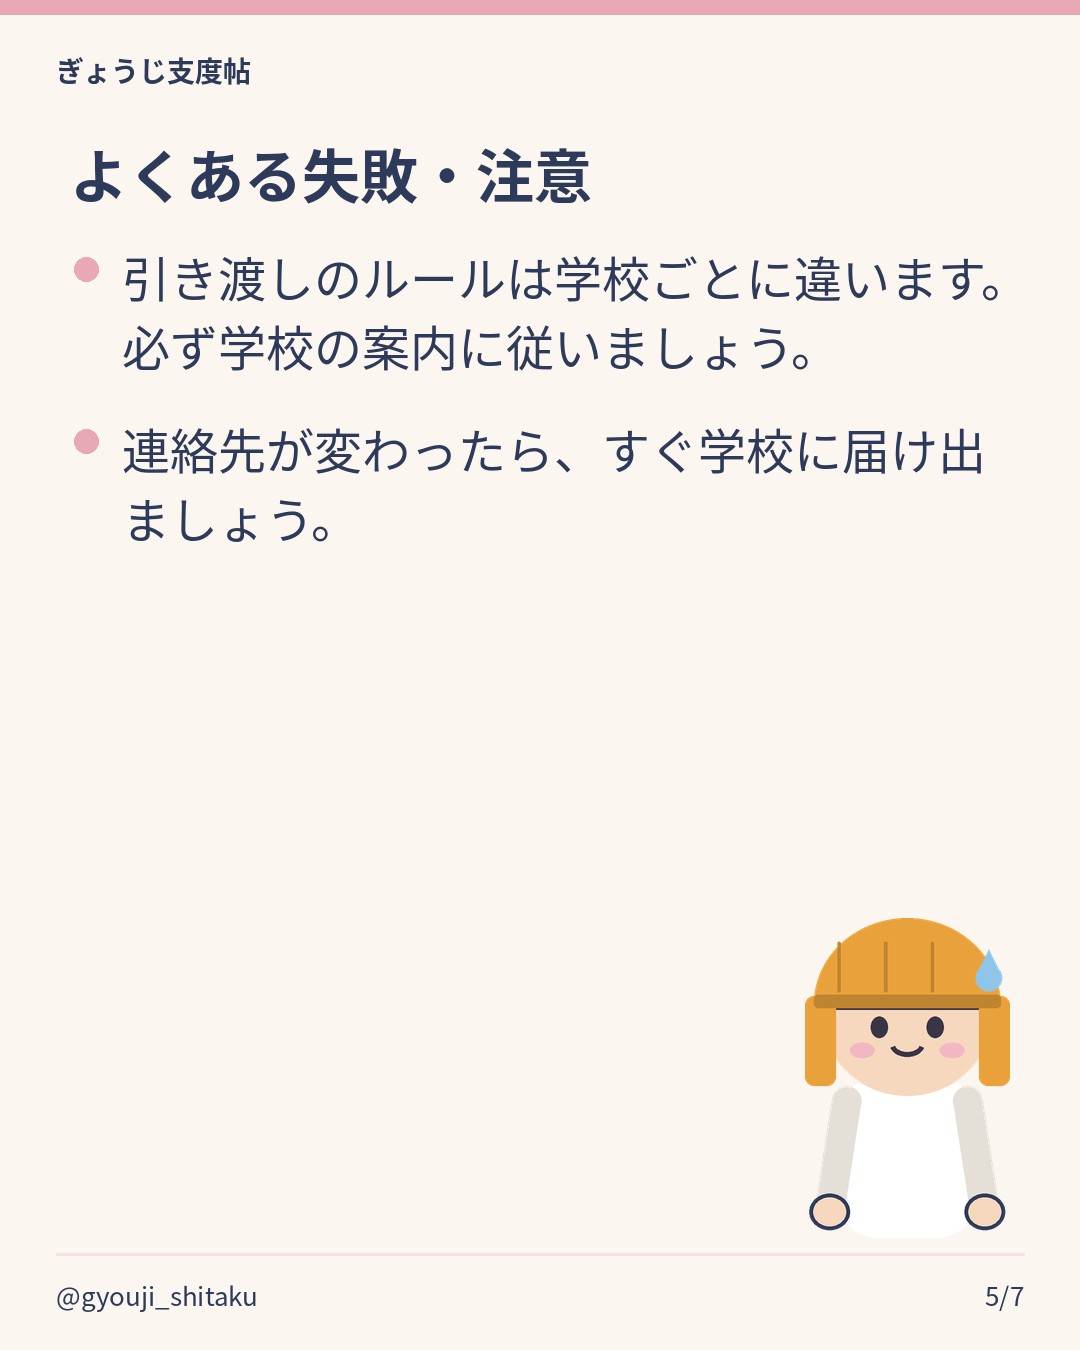 ぎょうじ支度帖
よくある失敗・注意
引き渡しのルールは学校ごとに違います。
必ず学校の案内に従いましょう。
連絡先が変わったら、すぐ学校に届け出
ましょう。
@gyouji_shitaku
5/7